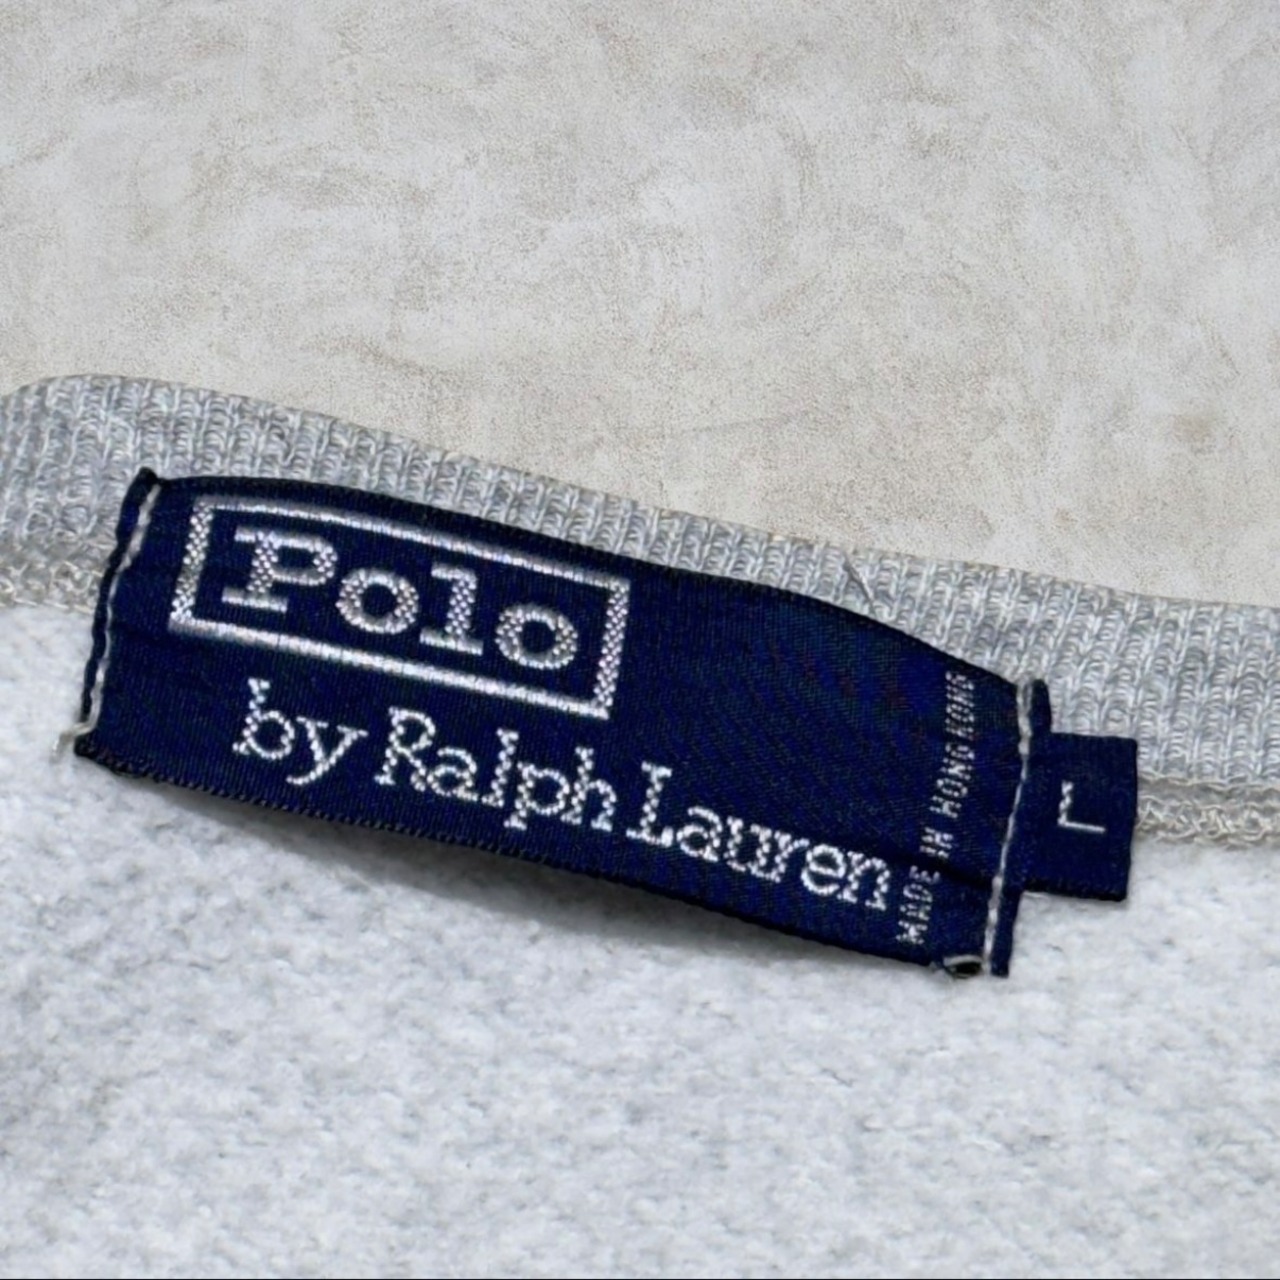 Polo
by Ralph Lauren
MADE IN HONG KONG
L